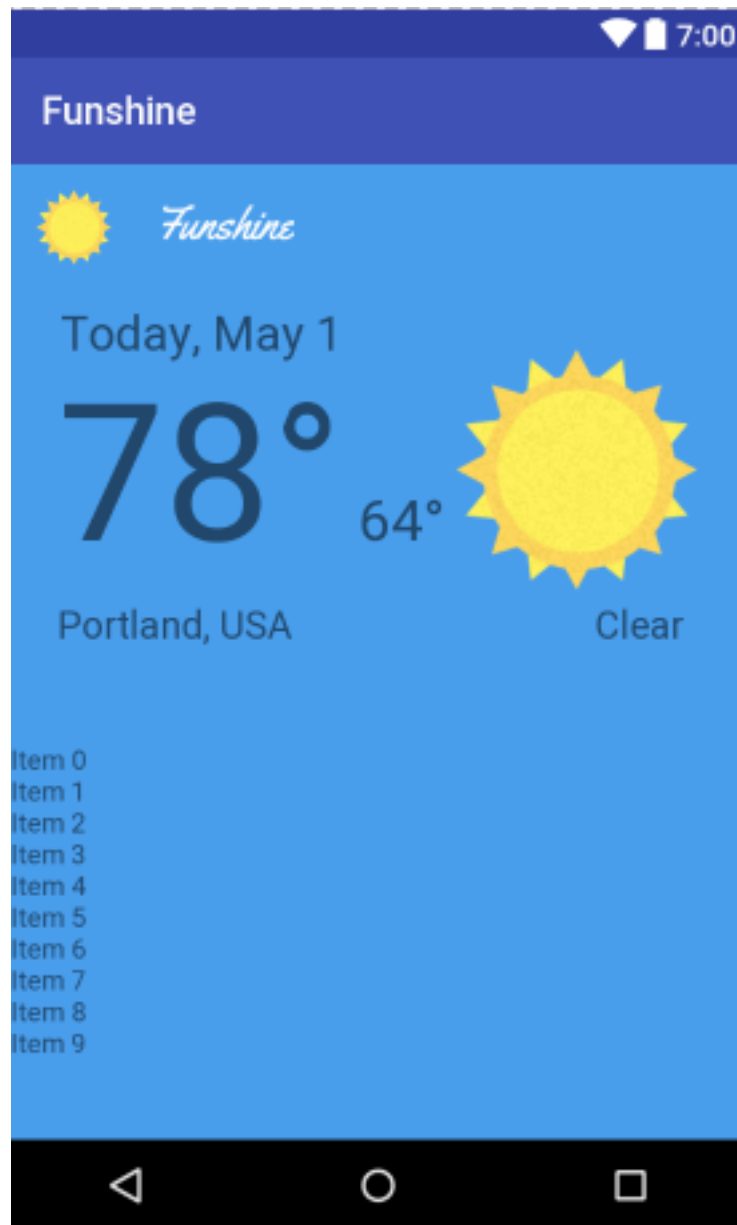 7:00
Funshine
Funshine
Today, May 1
78° 64°
Portland, USA Clear
Item 0
Item 1
Item 2
Item 3
Item 4
Item 5
Item 6
Item 7
Item 8
Item 9